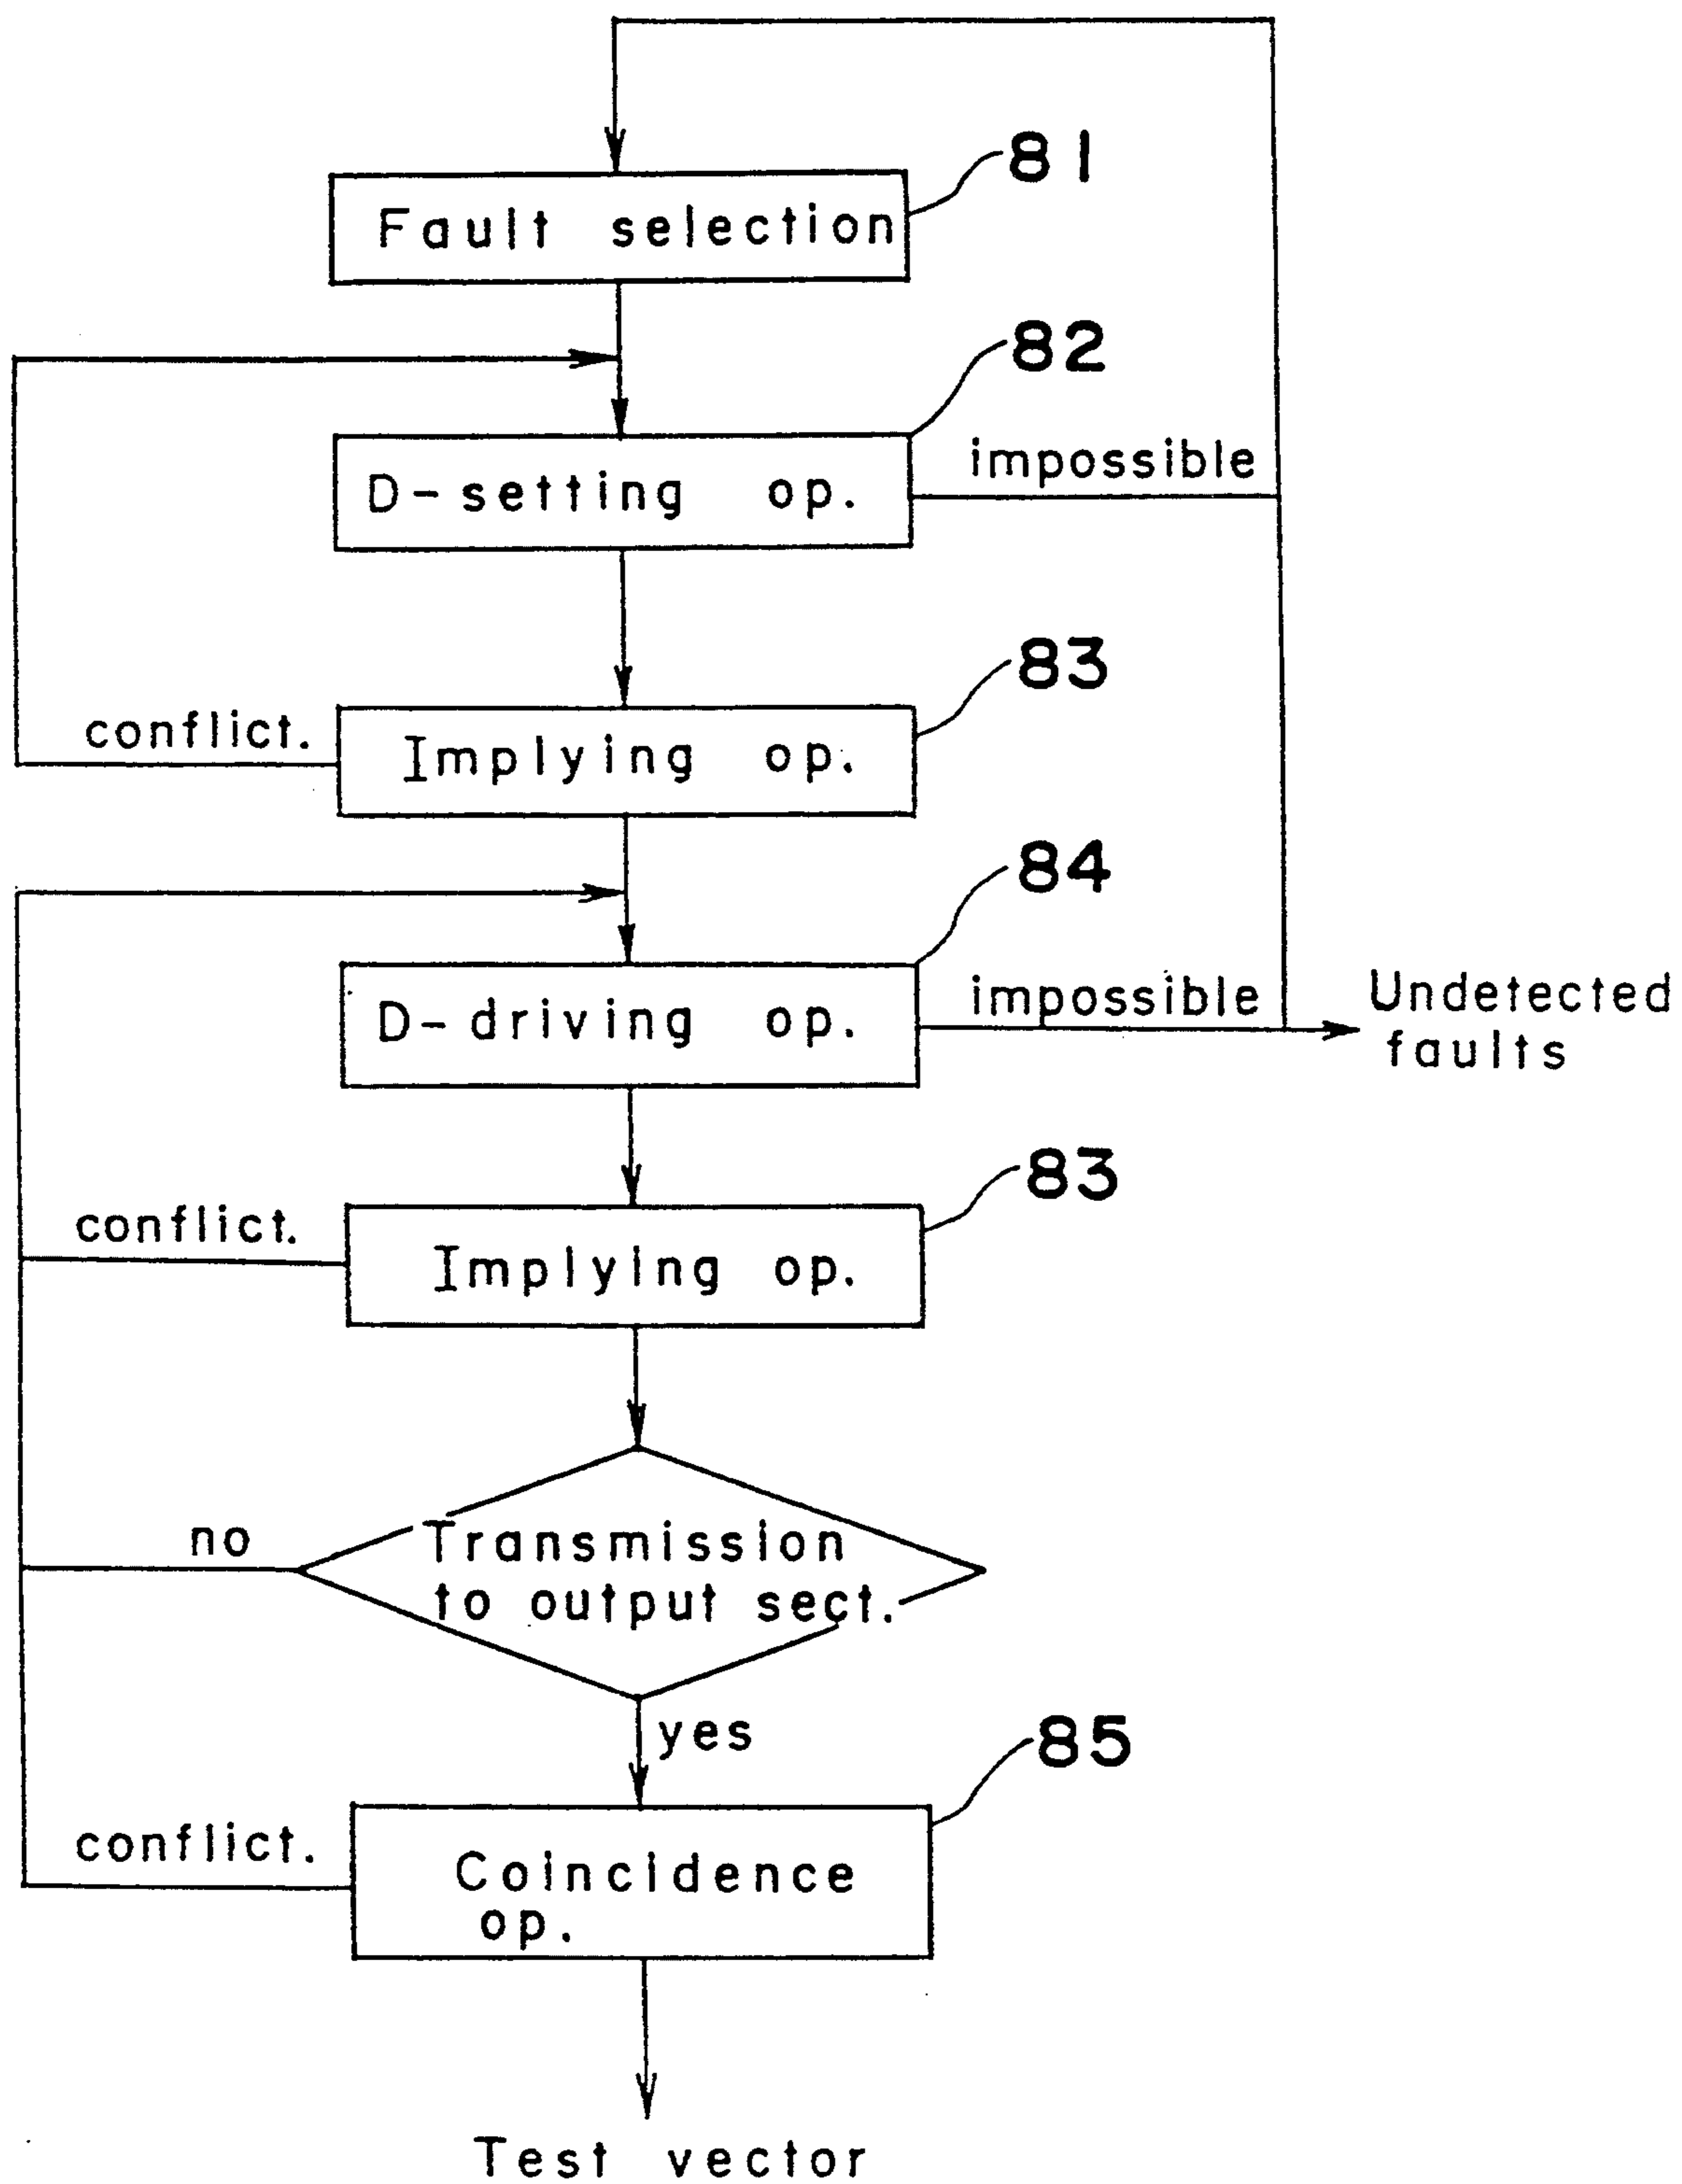 81
Fault selection
82
impossible
D-setting op.
83
conflict.
Implying op.
84
impossible
D-driving op.
Undetected
faults
83
conflict.
Implying op.
no
Transmission
to output sect.
yes
85
conflict.
Coincidence
op.
Test vector